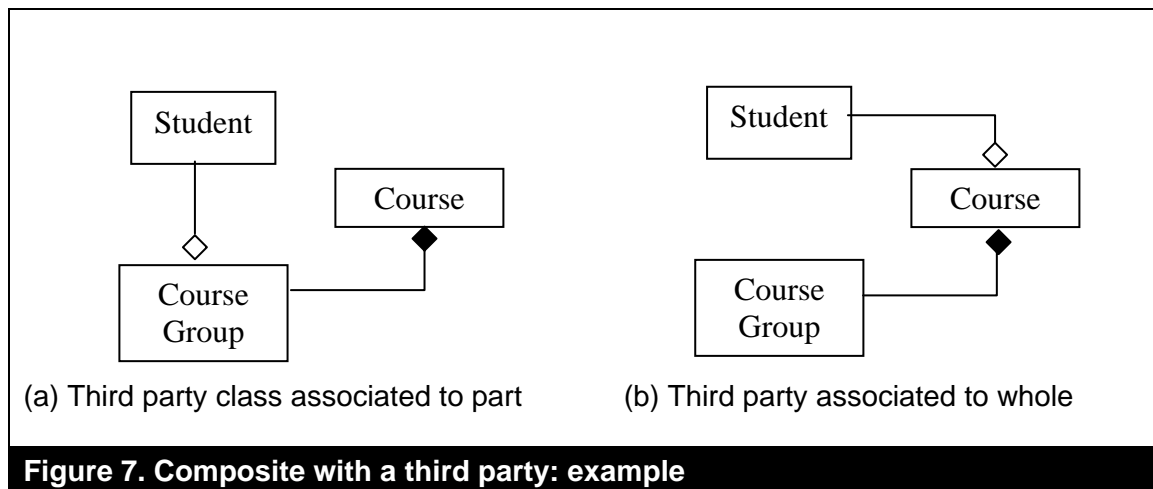 Student
Course
Course
Group
(a) Third party class associated to part
Student
Course
Course
Group
(b) Third party associated to whole
Figure 7. Composite with a third party: example